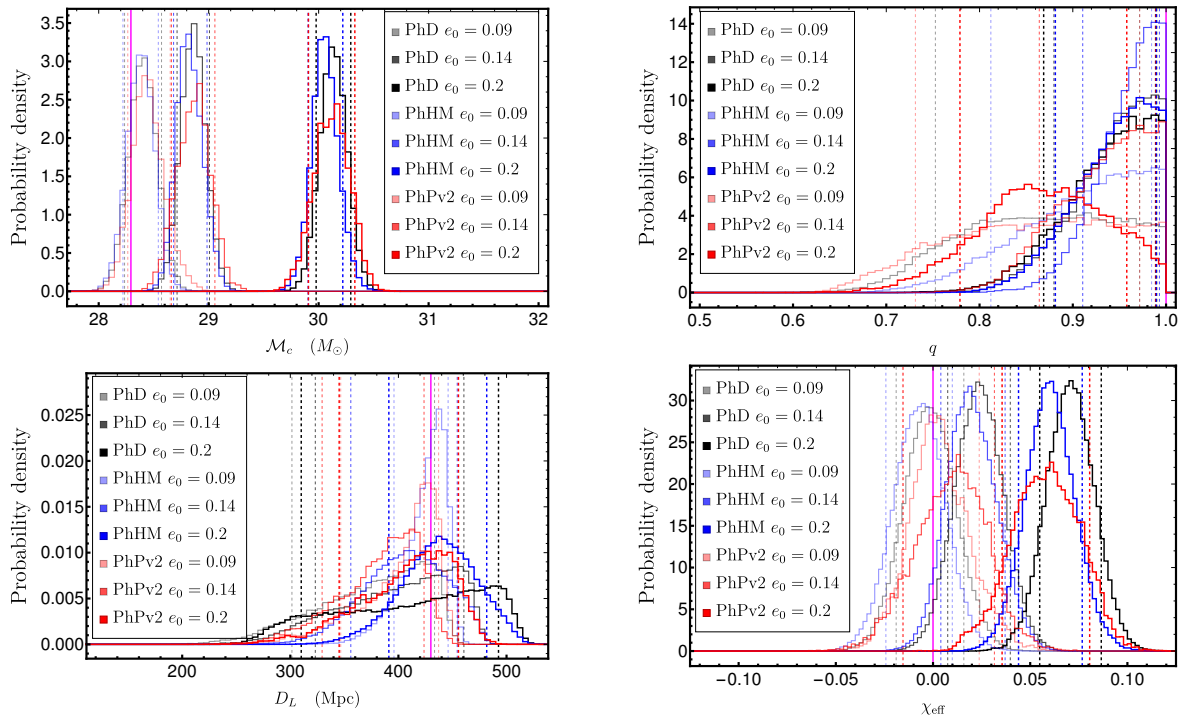 Probability density
3.5
3.0
2.5
2.0
1.5
1.0
0.5
0.0
PhD e₀ = 0.09
PhD e₀ = 0.14
PhD e₀ = 0.2
PhHM e₀ = 0.09
PhHM e₀ = 0.14
PhHM e₀ = 0.2
PhPv2 e₀ = 0.09
PhPv2 e₀ = 0.14
PhPv2 e₀ = 0.2
28 29 30 31 32
ℳ_c (M_⊙)
Probability density
14
12
10
8
6
4
2
0
PhD e₀ = 0.09
PhD e₀ = 0.14
PhD e₀ = 0.2
PhHM e₀ = 0.09
PhHM e₀ = 0.14
PhHM e₀ = 0.2
PhPv2 e₀ = 0.09
PhPv2 e₀ = 0.14
PhPv2 e₀ = 0.2
0.5 0.6 0.7 0.8 0.9 1.0
q
Probability density
0.025
0.020
0.015
0.010
0.005
0.000
PhD e₀ = 0.09
PhD e₀ = 0.14
PhD e₀ = 0.2
PhHM e₀ = 0.09
PhHM e₀ = 0.14
PhHM e₀ = 0.2
PhPv2 e₀ = 0.09
PhPv2 e₀ = 0.14
PhPv2 e₀ = 0.2
200 300 400 500
D_L (Mpc)
Probability density
30
25
20
15
10
5
0
PhD e₀ = 0.09
PhD e₀ = 0.14
PhD e₀ = 0.2
PhHM e₀ = 0.09
PhHM e₀ = 0.14
PhHM e₀ = 0.2
PhPv2 e₀ = 0.09
PhPv2 e₀ = 0.14
PhPv2 e₀ = 0.2
−0.10 −0.05 0.00 0.05 0.10
χ_eff